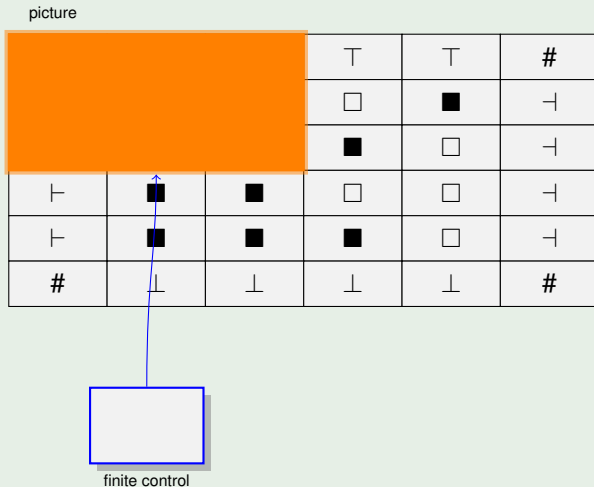 picture
⊤ ⊤ #
□ ■ ⊣
■ □ ⊣
⊢ ■ ■ □ □ ⊣
⊢ ■ ■ ■ □ ⊣
# ⊥ ⊥ ⊥ ⊥ #
finite control